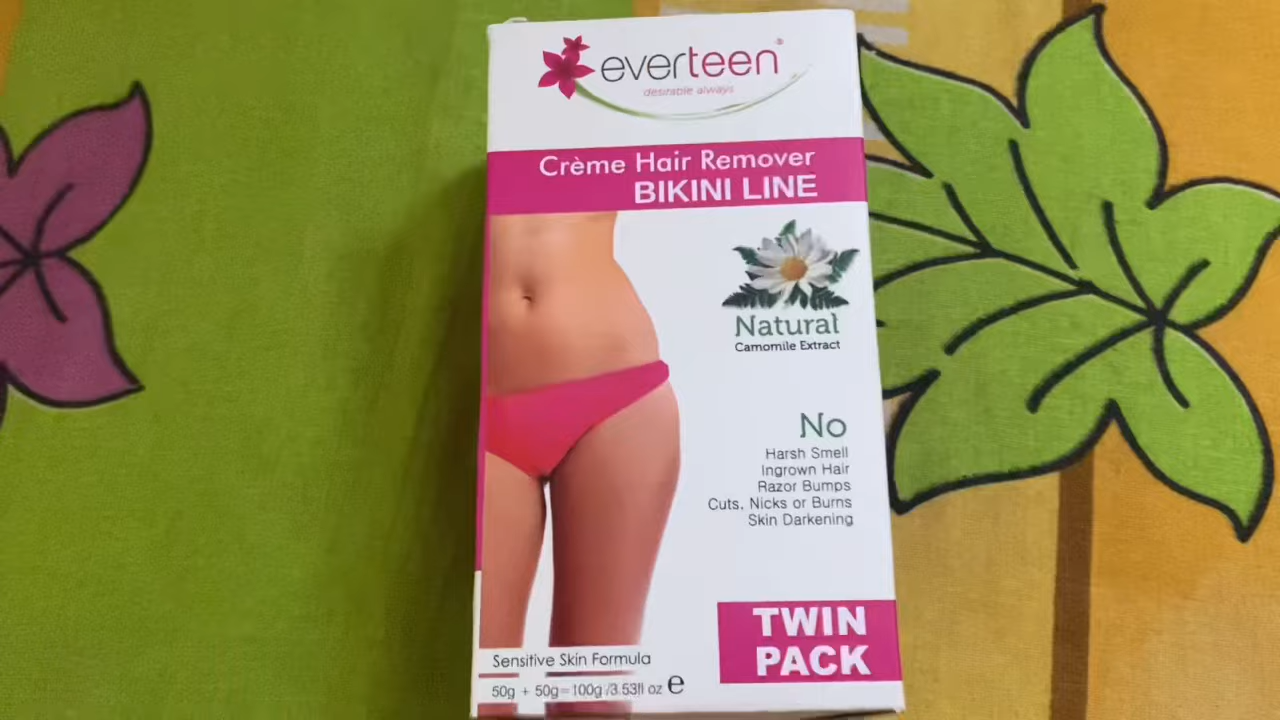 everteen®
desirable always
Crème Hair Remover
BIKINI LINE
Natural
Camomile Extract
No
Harsh Smell
Ingrown Hair
Razor Bumps
Cuts, Nicks or Burns
Skin Darkening
TWIN
PACK
Sensitive Skin Formula
50g + 50g=100g/3.53fl oz e